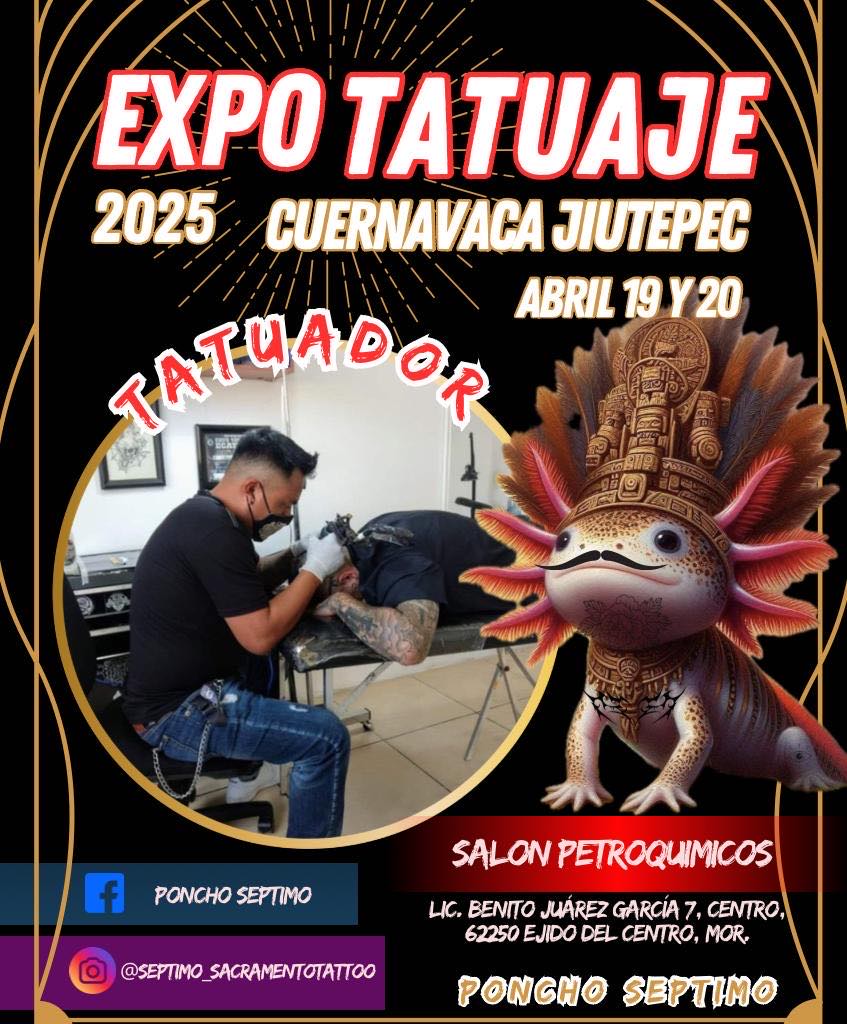 EXPO TATUAJE
2025 CUERNAVACA JIUTEPEC
ABRIL 19 Y 20
TATUADOR
SALON PETROQUIMICOS
LIC. BENITO JUÁREZ GARCÍA 7, CENTRO,
62250 EJIDO DEL CENTRO, MOR.
PONCHO SEPTIMO
@SEPTIMO_SACRAMENTOTATTOO
PONCHO SEPTIMO